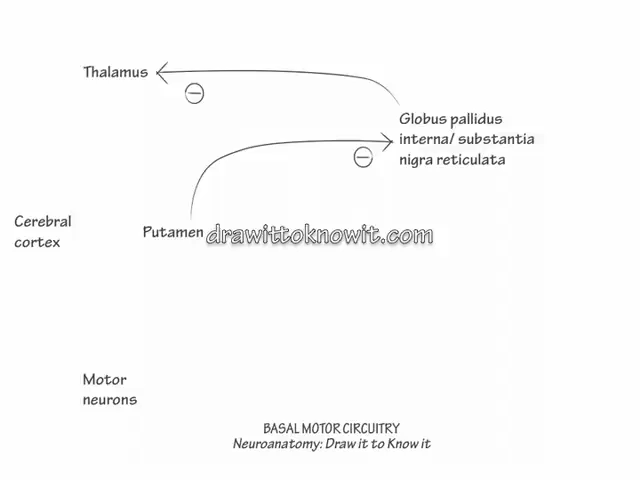 Thalamus
Globus pallidus
interna/ substantia
nigra reticulata
Cerebral
cortex
Putamen
drawittoknowit.com
Motor
neurons
BASAL MOTOR CIRCUITRY
Neuroanatomy: Draw it to Know it